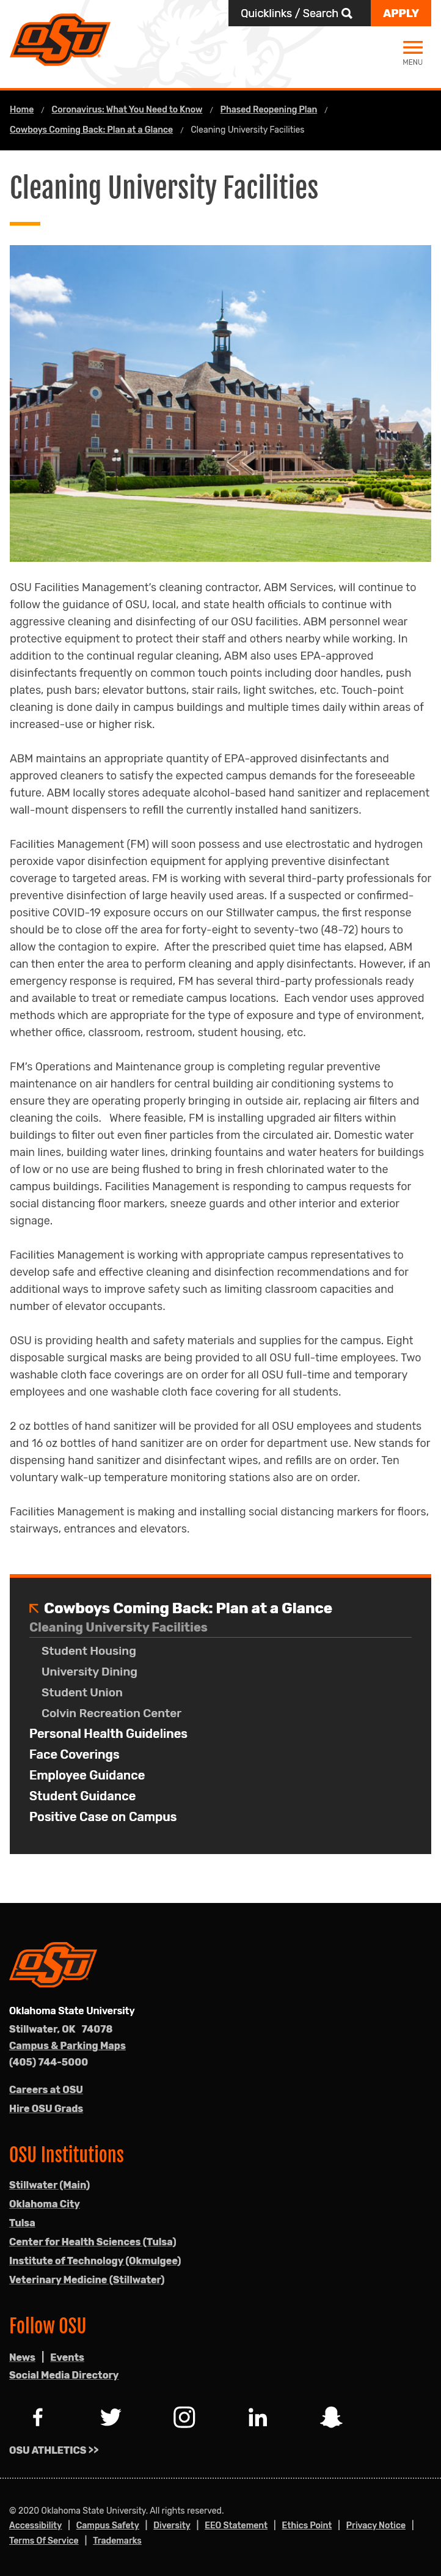 Quicklinks / Search
APPLY
OSU
MENU
Home / Coronavirus: What You Need to Know / Phased Reopening Plan /
Cowboys Coming Back: Plan at a Glance / Cleaning University Facilities
Cleaning University Facilities
OSU Facilities Management's cleaning contractor, ABM Services, will continue to
follow the guidance of OSU, local, and state health officials to continue with
aggressive cleaning and disinfecting of our OSU facilities. ABM personnel wear
protective equipment to protect their staff and others nearby while working. In
addition to the continual regular cleaning, ABM also uses EPA-approved
disinfectants frequently on common touch points including door handles, push
plates, push bars; elevator buttons, stair rails, light switches, etc. Touch-point
cleaning is done daily in campus buildings and multiple times daily within areas of
increased-use or higher risk.
ABM maintains an appropriate quantity of EPA-approved disinfectants and
approved cleaners to satisfy the expected campus demands for the foreseeable
future. ABM locally stores adequate alcohol-based hand sanitizer and replacement
wall-mount dispensers to refill the currently installed hand sanitizers.
Facilities Management (FM) will soon possess and use electrostatic and hydrogen
peroxide vapor disinfection equipment for applying preventive disinfectant
coverage to targeted areas. FM is working with several third-party professionals for
preventive disinfection of large heavily used areas. If a suspected or confirmed-
positive COVID-19 exposure occurs on our Stillwater campus, the first response
should be to close off the area for forty-eight to seventy-two (48-72) hours to
allow the contagion to expire.  After the prescribed quiet time has elapsed, ABM
can then enter the area to perform cleaning and apply disinfectants. However, if an
emergency response is required, FM has several third-party professionals ready
and available to treat or remediate campus locations.  Each vendor uses approved
methods which are appropriate for the type of exposure and type of environment,
whether office, classroom, restroom, student housing, etc.
FM's Operations and Maintenance group is completing regular preventive
maintenance on air handlers for central building air conditioning systems to
ensure they are operating properly bringing in outside air, replacing air filters and
cleaning the coils.   Where feasible, FM is installing upgraded air filters within
buildings to filter out even finer particles from the circulated air. Domestic water
main lines, building water lines, drinking fountains and water heaters for buildings
of low or no use are being flushed to bring in fresh chlorinated water to the
campus buildings. Facilities Management is responding to campus requests for
social distancing floor markers, sneeze guards and other interior and exterior
signage.
Facilities Management is working with appropriate campus representatives to
develop safe and effective cleaning and disinfection recommendations and for
additional ways to improve safety such as limiting classroom capacities and
number of elevator occupants.
OSU is providing health and safety materials and supplies for the campus. Eight
disposable surgical masks are being provided to all OSU full-time employees. Two
washable cloth face coverings are on order for all OSU full-time and temporary
employees and one washable cloth face covering for all students.
2 oz bottles of hand sanitizer will be provided for all OSU employees and students
and 16 oz bottles of hand sanitizer are on order for department use. New stands for
dispensing hand sanitizer and disinfectant wipes, and refills are on order. Ten
voluntary walk-up temperature monitoring stations also are on order.
Facilities Management is making and installing social distancing markers for floors,
stairways, entrances and elevators.
Cowboys Coming Back: Plan at a Glance
Cleaning University Facilities
Student Housing
University Dining
Student Union
Colvin Recreation Center
Personal Health Guidelines
Face Coverings
Employee Guidance
Student Guidance
Positive Case on Campus
OSU
Oklahoma State University
Stillwater, OK  74078
Campus & Parking Maps
(405) 744-5000
Careers at OSU
Hire OSU Grads
OSU Institutions
Stillwater (Main)
Oklahoma City
Tulsa
Center for Health Sciences (Tulsa)
Institute of Technology (Okmulgee)
Veterinary Medicine (Stillwater)
Follow OSU
News | Events
Social Media Directory
OSU ATHLETICS >>
© 2020 Oklahoma State University. All rights reserved.
Accessibility | Campus Safety | Diversity | EEO Statement | Ethics Point | Privacy Notice |
Terms Of Service | Trademarks